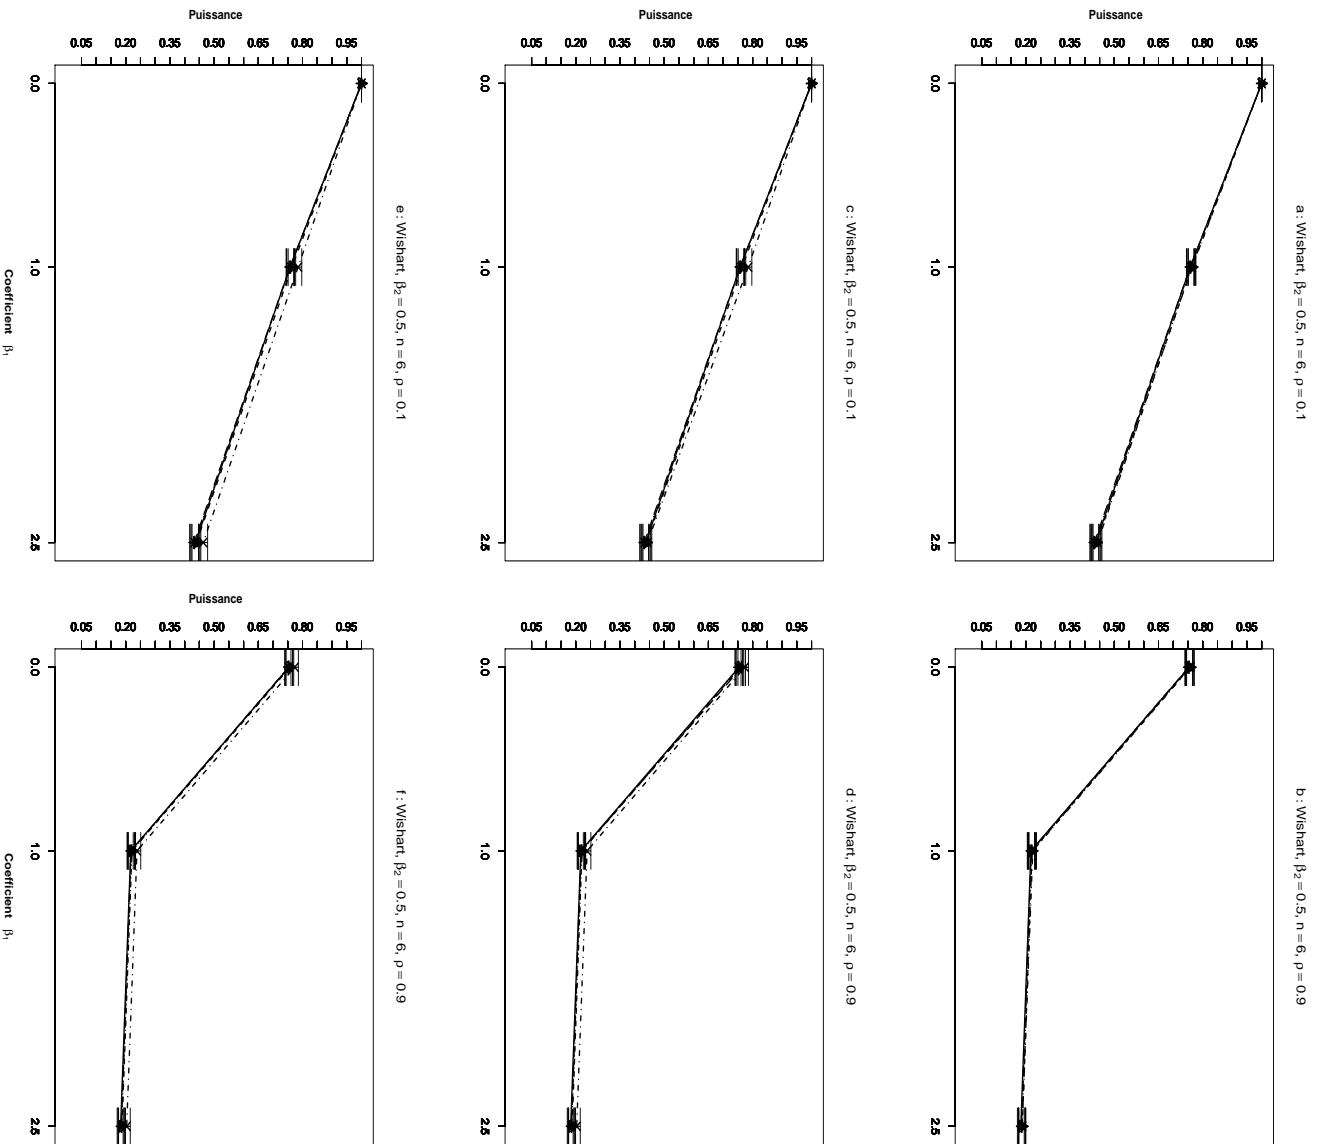 a : Wishart, β₂ = 0.5, n = 6, ρ = 0.1
Puissance
0.05 0.20 0.35 0.50 0.65 0.80 0.95
0.0 1.0 2.5
b : Wishart, β₂ = 0.5, n = 6, ρ = 0.9
Puissance
0.05 0.20 0.35 0.50 0.65 0.80 0.95
0.0 1.0 2.5
c : Wishart, β₂ = 0.5, n = 6, ρ = 0.1
Puissance
0.05 0.20 0.35 0.50 0.65 0.80 0.95
0.0 1.0 2.5
d : Wishart, β₂ = 0.5, n = 6, ρ = 0.9
Puissance
0.05 0.20 0.35 0.50 0.65 0.80 0.95
0.0 1.0 2.5
e : Wishart, β₂ = 0.5, n = 6, ρ = 0.1
Puissance
0.05 0.20 0.35 0.50 0.65 0.80 0.95
0.0 1.0 2.5
Coefficient β₁
f : Wishart, β₂ = 0.5, n = 6, ρ = 0.9
Puissance
0.05 0.20 0.35 0.50 0.65 0.80 0.95
0.0 1.0 2.5
Coefficient β₁